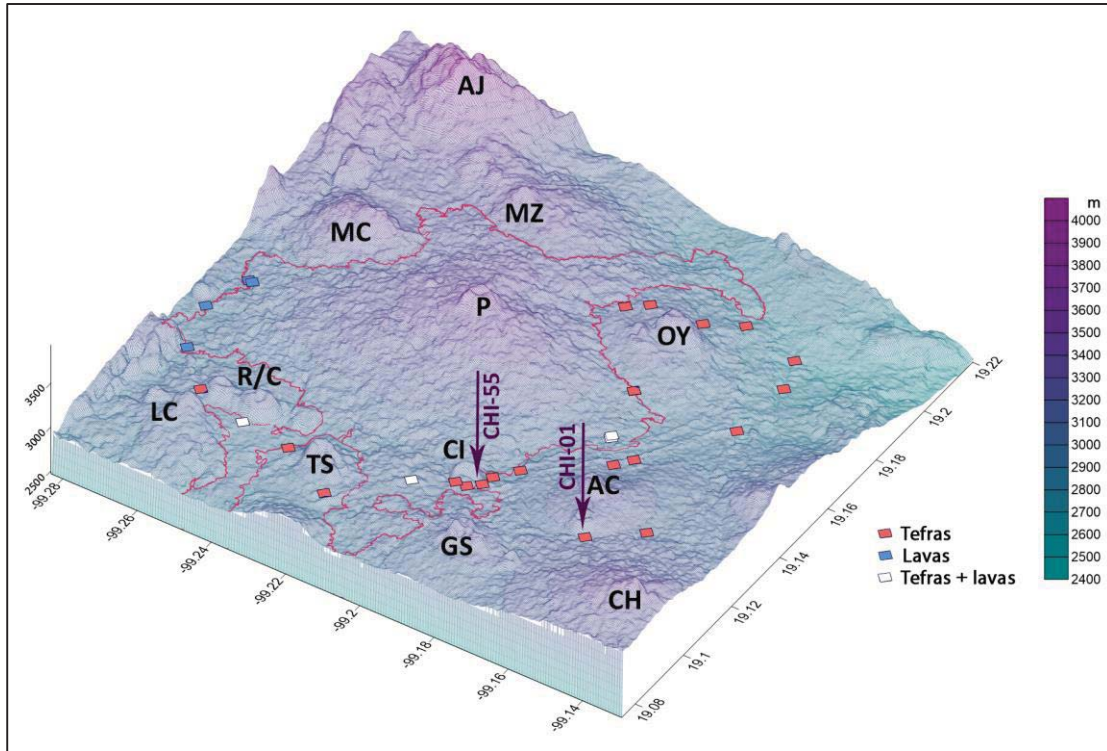 AJ
MZ
MC
P
OY
R/C
LC
CHI-55
CHI-01
CI
TS
AC
GS
CH
m
4000
3900
3800
3700
3600
3500
3400
3300
3200
3100
3000
2900
2800
2700
2600
2500
2400
Tefras
Lavas
Tefras + lavas
3500
3000
2500
-99.28
-99.26
-99.24
-99.22
-99.2
-99.18
-99.16
-99.14
19.08
19.1
19.12
19.14
19.16
19.18
19.2
19.22